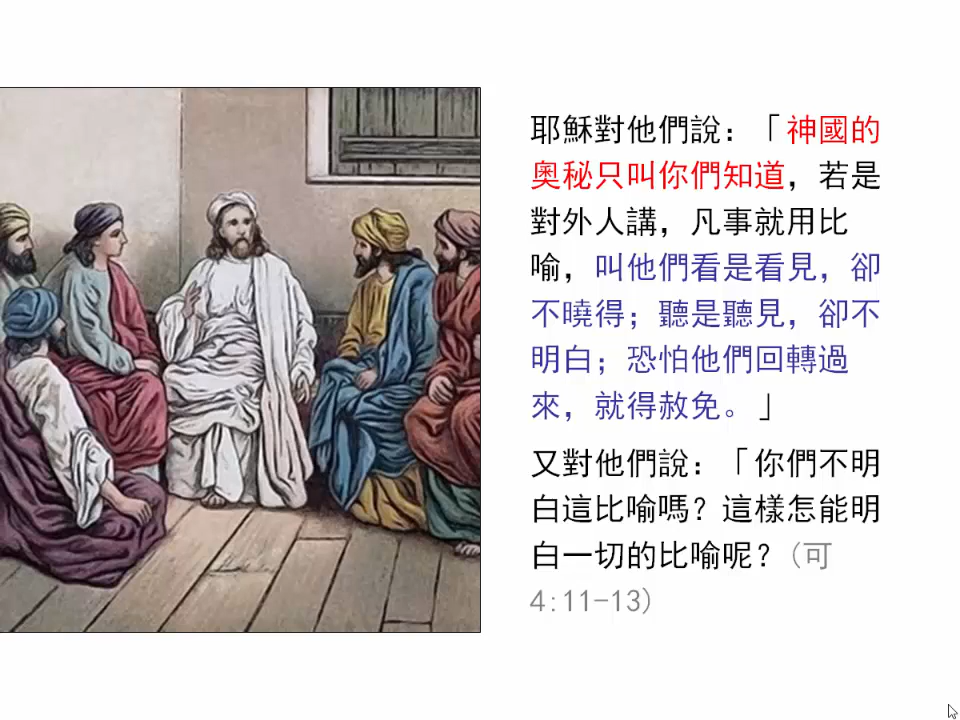 耶穌對他們說：「神國的
奧秘只叫你們知道，若是
對外人講，凡事就用比
喻，叫他們看是看見，卻
不曉得；聽是聽見，卻不
明白；恐怕他們回轉過
來，就得赦免。」
又對他們說：「你們不明
白這比喻嗎？這樣怎能明
白一切的比喻呢？(可
4:11-13)